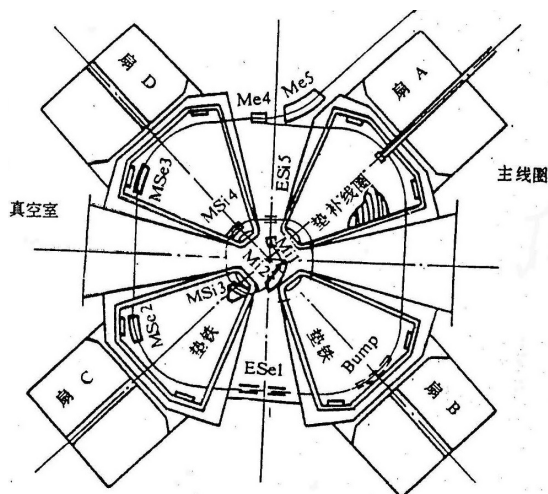 扇 D
Me4
Me5
扇 A
MSe3
MSi4
ESi5
垫补线圈
主线圈
真空室
Mi1
Mi2
MSi3
MSe2
垫铁
垫铁
Bump
ESe1
扇 C
扇 B